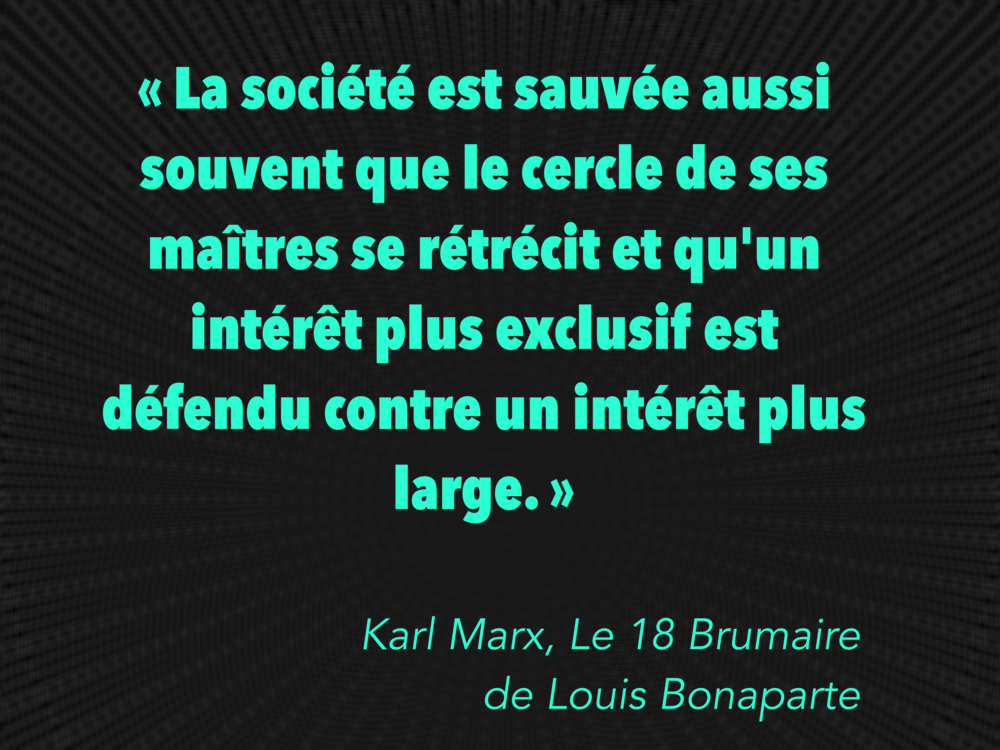 « La société est sauvée aussi
souvent que le cercle de ses
maîtres se rétrécit et qu'un
intérêt plus exclusif est
défendu contre un intérêt plus
large. »
Karl Marx, Le 18 Brumaire
de Louis Bonaparte